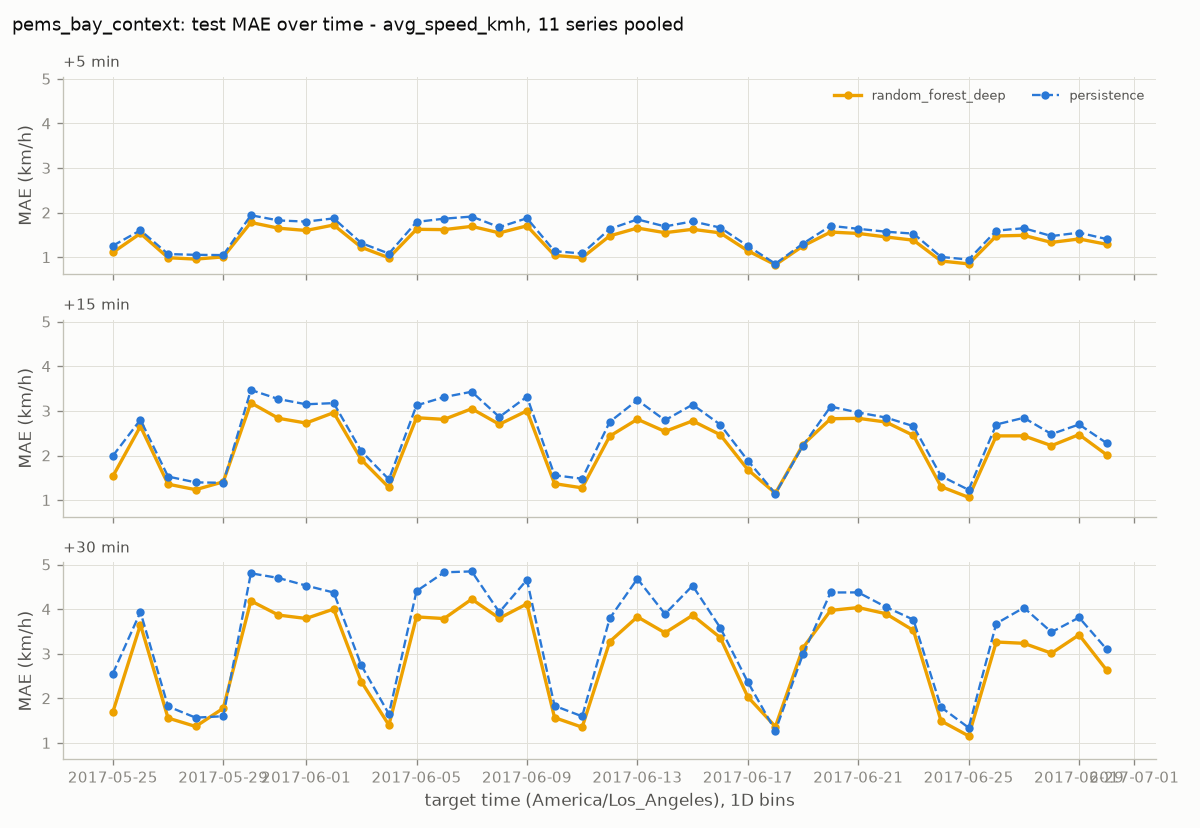 pems_bay_context: test MAE over time - avg_speed_kmh, 11 series pooled
+5 min
5
4
3
2
1
MAE (km/h)
random_forest_deep
persistence
+15 min
5
4
3
2
1
MAE (km/h)
+30 min
5
4
3
2
1
MAE (km/h)
2017-05-25 2017-05-29 2017-06-01 2017-06-05 2017-06-09 2017-06-13 2017-06-17 2017-06-21 2017-06-25 2017-06-29 2017-07-01
target time (America/Los_Angeles), 1D bins